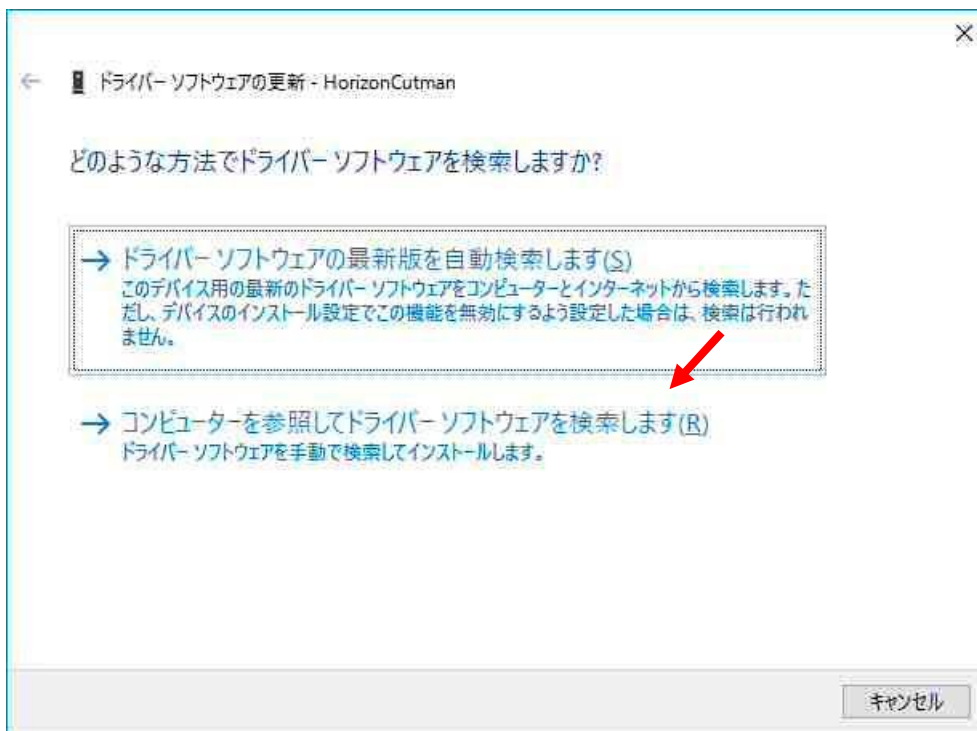 ドライバー ソフトウェアの更新 - HorizonCutman
どのような方法でドライバー ソフトウェアを検索しますか?
ドライバー ソフトウェアの最新版を自動検索します(S)
このデバイス用の最新のドライバー ソフトウェアをコンピューターとインターネットから検索します。た
だし、デバイスのインストール設定でこの機能を無効にするよう設定した場合は、検索は行われ
ません。
コンピューターを参照してドライバー ソフトウェアを検索します(R)
ドライバー ソフトウェアを手動で検索してインストールします。
キャンセル